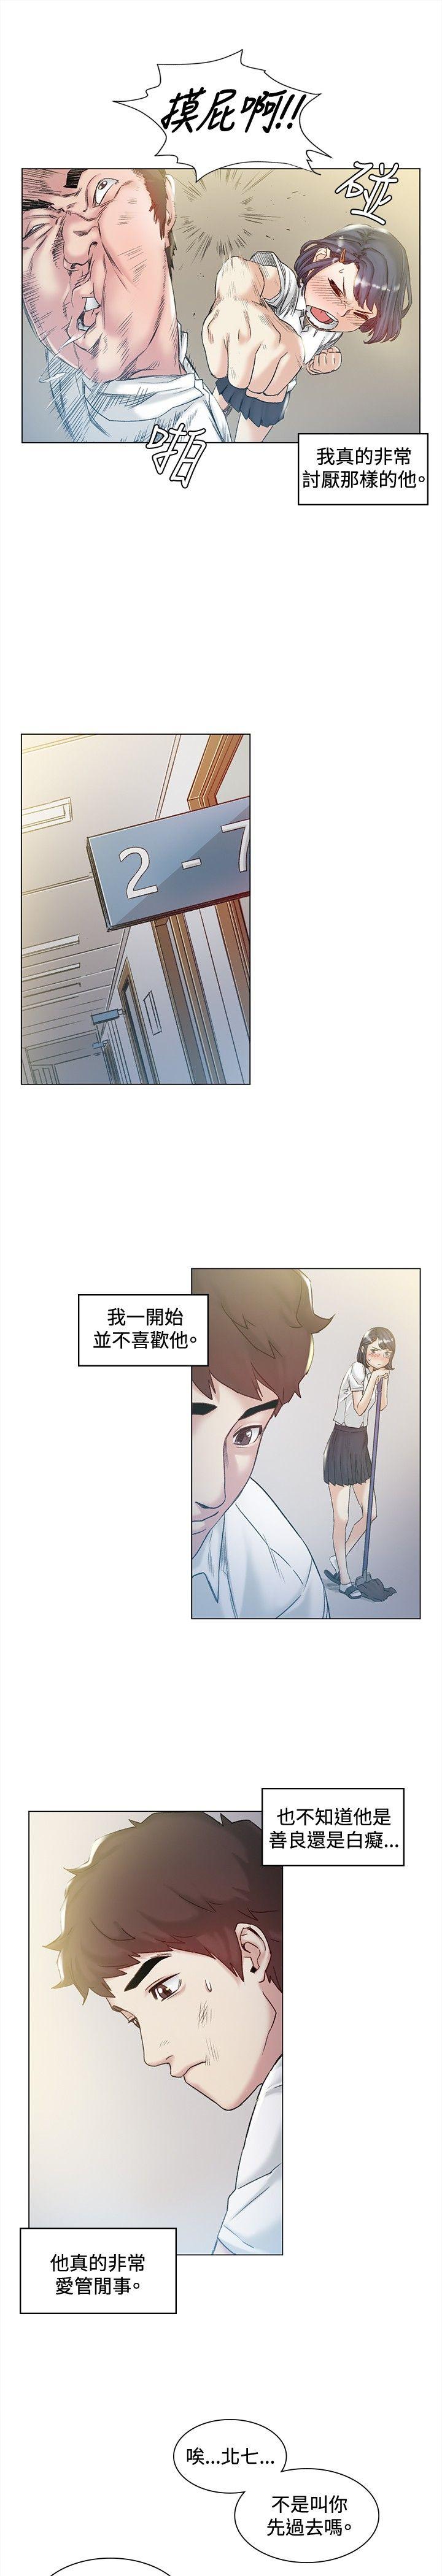 摸屁啊!!
碰
啪
我真的非常
討厭那樣的他。
2-7
我一開始
並不喜歡他。
也不知道他是
善良還是白癡...
他真的非常
愛管閒事。
唉...北七...
不是叫你
先過去嗎。